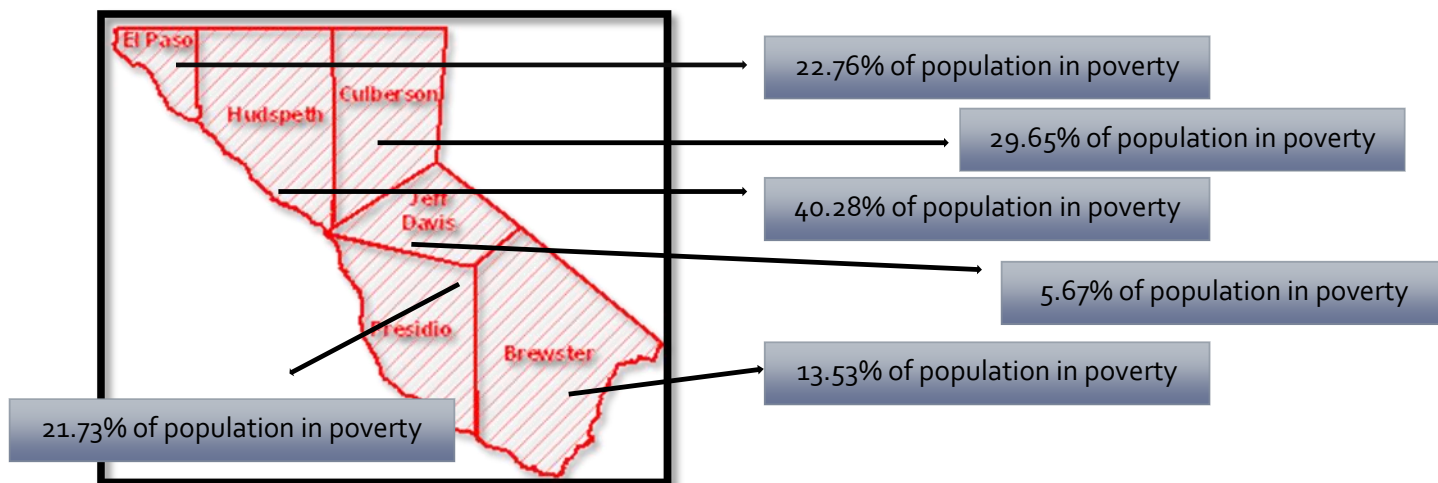 El Paso
22.76% of population in poverty
Culberson
Hudspeth
29.65% of population in poverty
40.28% of population in poverty
Jeff
Davis
5.67% of population in poverty
Presidio
Brewster
13.53% of population in poverty
21.73% of population in poverty